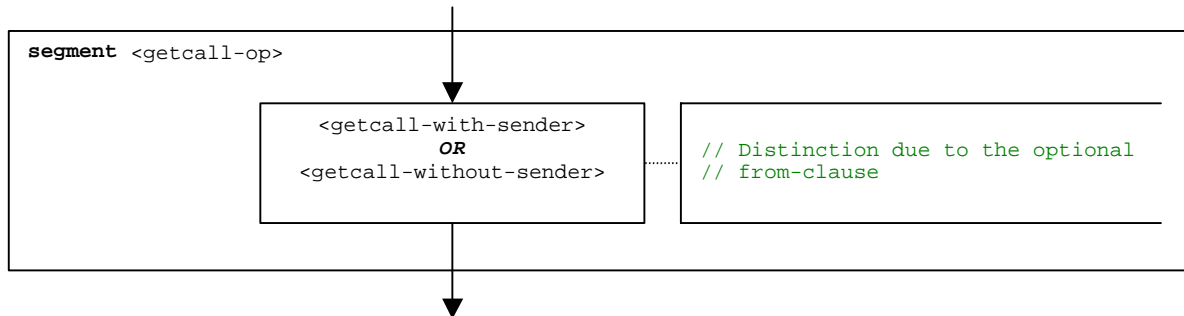 segment <getcall-op>
<getcall-with-sender>
OR
<getcall-without-sender>
// Distinction due to the optional
// from-clause